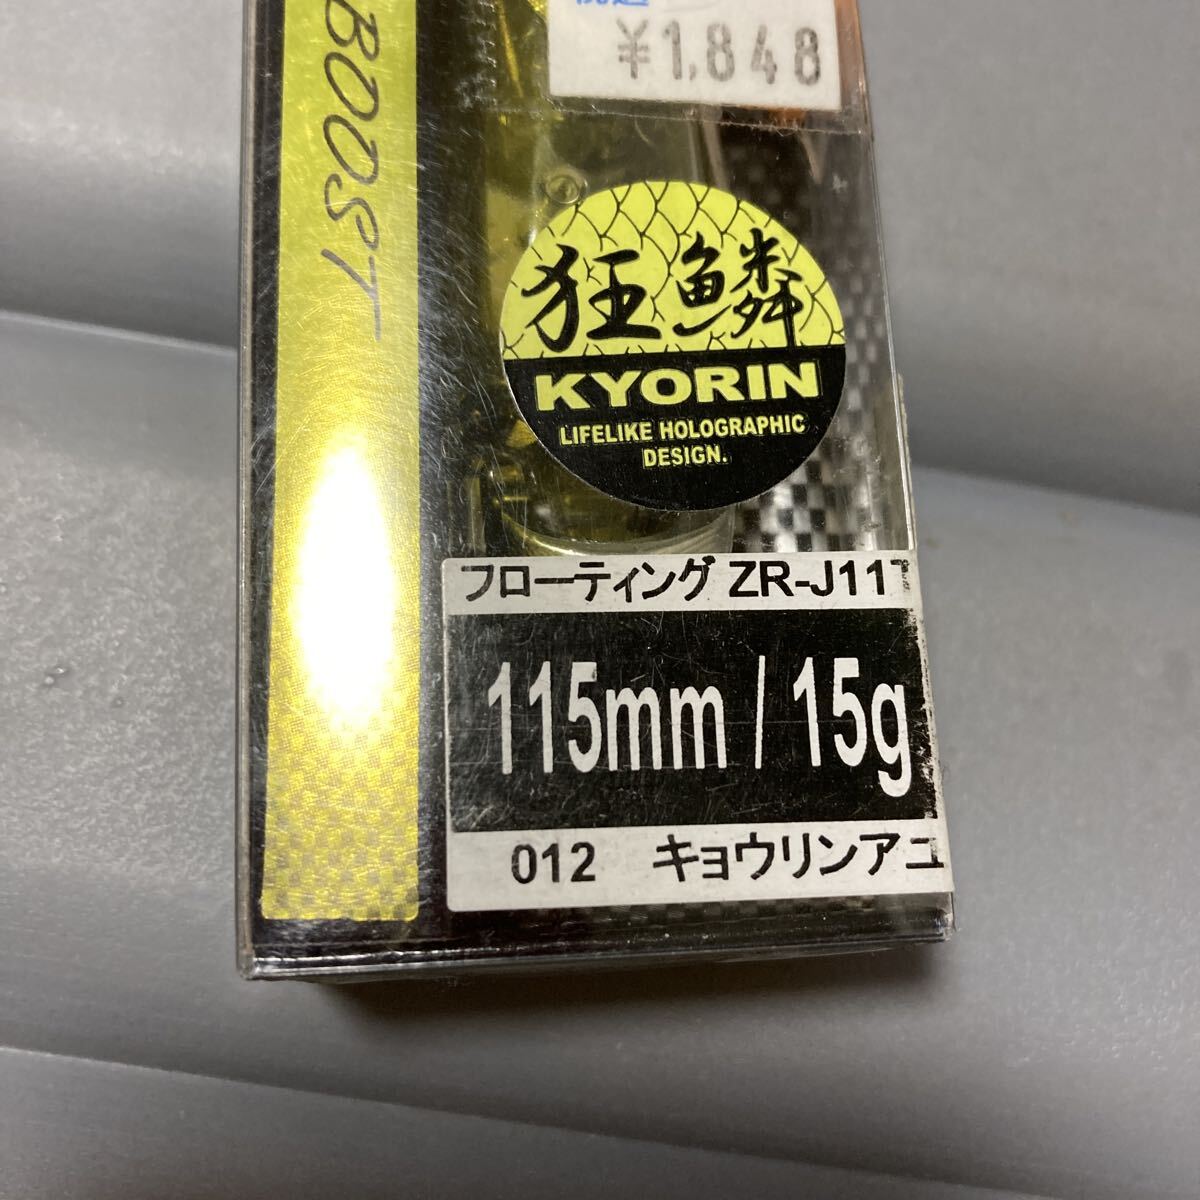 BOOST
¥1,848
狂鱗
KYORIN
LIFELIKE HOLOGRAPHIC
DESIGN.
フローティング ZR-J11
115mm / 15g
012 キョウリンアユ